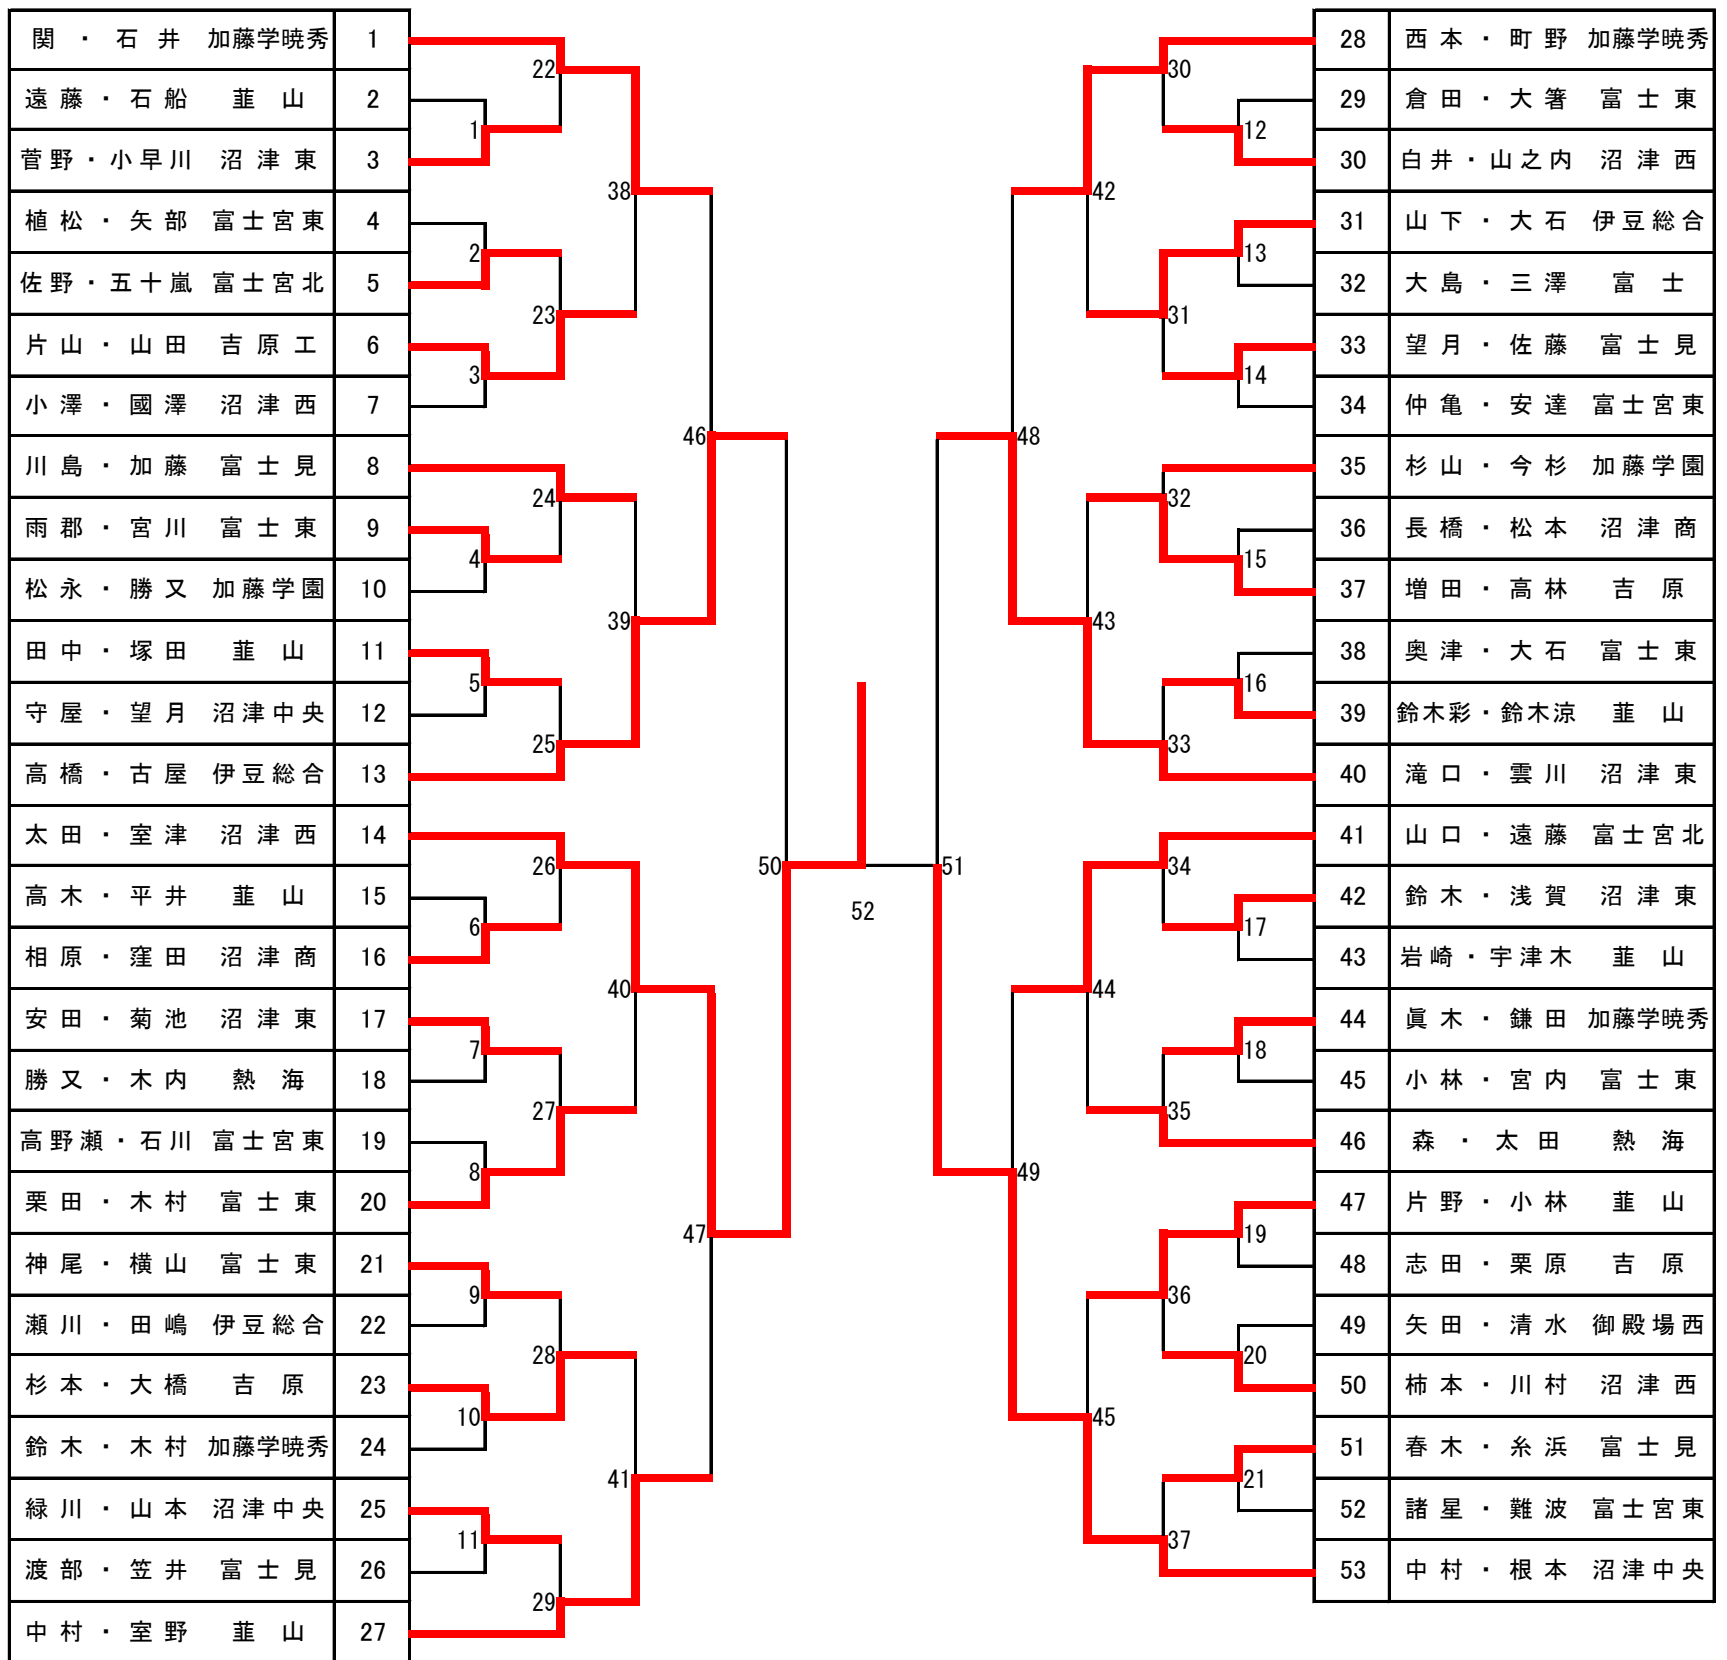 関・石井 加藤学暁秀 1
遠藤・石船 韮山 2
菅野・小早川 沼津東 3
植松・矢部 富士宮東 4
佐野・五十嵐 富士宮北 5
片山・山田 吉原工 6
小澤・國澤 沼津西 7
川島・加藤 富士見 8
雨郡・宮川 富士東 9
松永・勝又 加藤学園 10
田中・塚田 韮山 11
守屋・望月 沼津中央 12
高橋・古屋 伊豆総合 13
太田・室津 沼津西 14
高木・平井 韮山 15
相原・窪田 沼津商 16
安田・菊池 沼津東 17
勝又・木内 熱海 18
高野瀬・石川 富士宮東 19
栗田・木村 富士東 20
神尾・横山 富士東 21
瀬川・田嶋 伊豆総合 22
杉本・大橋 吉原 23
鈴木・木村 加藤学暁秀 24
緑川・山本 沼津中央 25
渡部・笠井 富士見 26
中村・室野 韮山 27
1
2
3
4
5
6
7
8
9
10
11
22
23
24
25
26
27
28
29
38
39
40
41
46
47
50
52
51
48
49
42
43
44
45
30
31
32
33
34
35
36
37
12
13
14
15
16
17
18
19
20
21
28 西本・町野 加藤学暁秀
29 倉田・大箸 富士東
30 白井・山之内 沼津西
31 山下・大石 伊豆総合
32 大島・三澤 富士
33 望月・佐藤 富士見
34 仲亀・安達 富士宮東
35 杉山・今杉 加藤学園
36 長橋・松本 沼津商
37 増田・高林 吉原
38 奥津・大石 富士東
39 鈴木彩・鈴木涼 韮山
40 滝口・雲川 沼津東
41 山口・遠藤 富士宮北
42 鈴木・浅賀 沼津東
43 岩崎・宇津木 韮山
44 眞木・鎌田 加藤学暁秀
45 小林・宮内 富士東
46 森・太田 熱海
47 片野・小林 韮山
48 志田・栗原 吉原
49 矢田・清水 御殿場西
50 柿本・川村 沼津西
51 春木・糸浜 富士見
52 諸星・難波 富士宮東
53 中村・根本 沼津中央